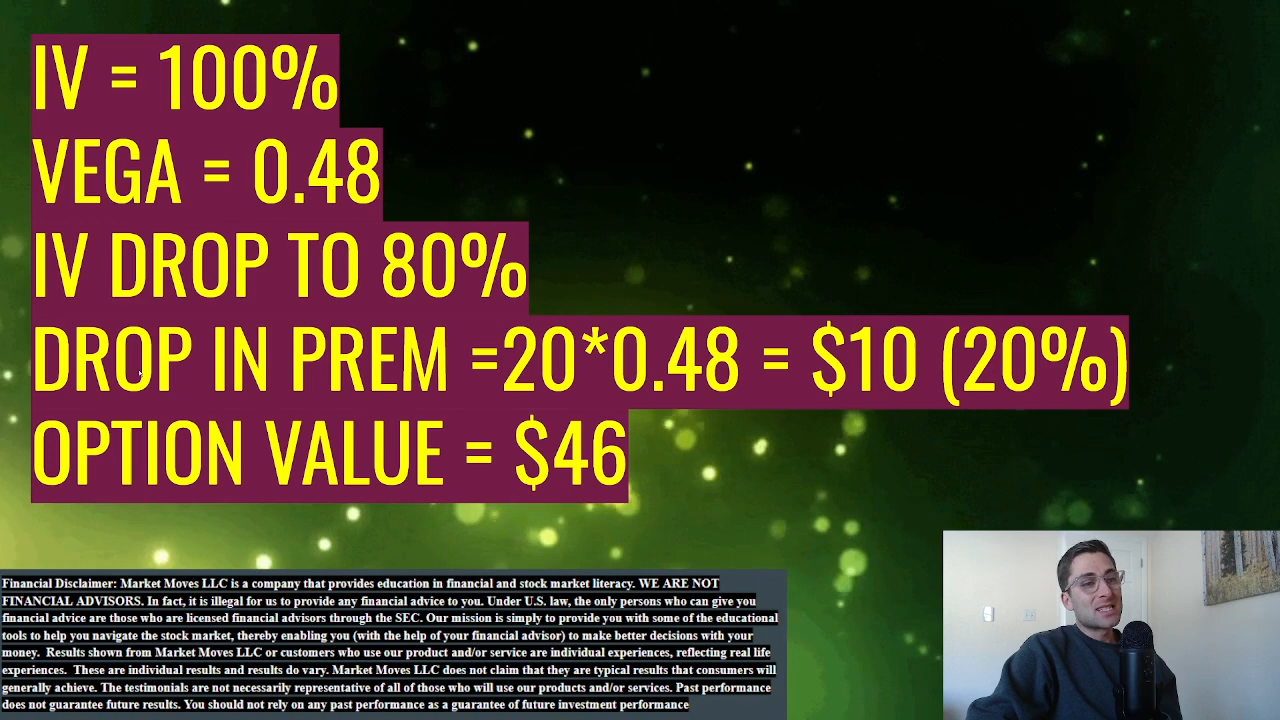 IV = 100%
VEGA = 0.48
IV DROP TO 80%
DROP IN PREM =20*0.48 = $10 (20%)
OPTION VALUE = $46
Financial Disclaimer: Market Moves LLC is a company that provides education in financial and stock market literacy. WE ARE NOT
FINANCIAL ADVISORS. In fact, it is illegal for us to provide any financial advice to you. Under U.S. law, the only persons who can give you
financial advice are those who are licensed financial advisors through the SEC. Our mission is simply to provide you with some of the educational
tools to help you navigate the stock market, thereby enabling you (with the help of your financial advisor) to make better decisions with your
money. Results shown from Market Moves LLC or customers who use our product and/or service are individual experiences, reflecting real life
experiences. These are individual results and results do vary. Market Moves LLC does not claim that they are typical results that consumers will
generally achieve. The testimonials are not necessarily representative of all of those who will use our products and/or services. Past performance
does not guarantee future results. You should not rely on any past performance as a guarantee of future investment performance